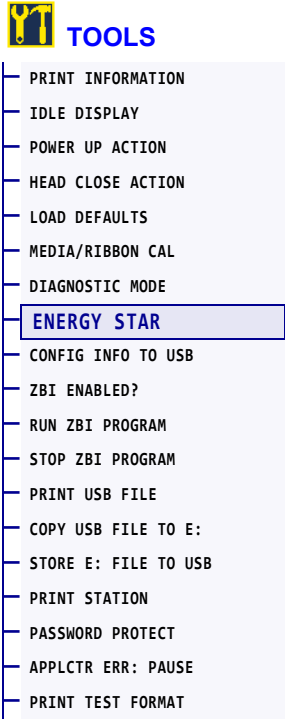 TOOLS
PRINT INFORMATION
IDLE DISPLAY
POWER UP ACTION
HEAD CLOSE ACTION
LOAD DEFAULTS
MEDIA/RIBBON CAL
DIAGNOSTIC MODE
ENERGY STAR
CONFIG INFO TO USB
ZBI ENABLED?
RUN ZBI PROGRAM
STOP ZBI PROGRAM
PRINT USB FILE
COPY USB FILE TO E:
STORE E: FILE TO USB
PRINT STATION
PASSWORD PROTECT
APPLCTR ERR: PAUSE
PRINT TEST FORMAT